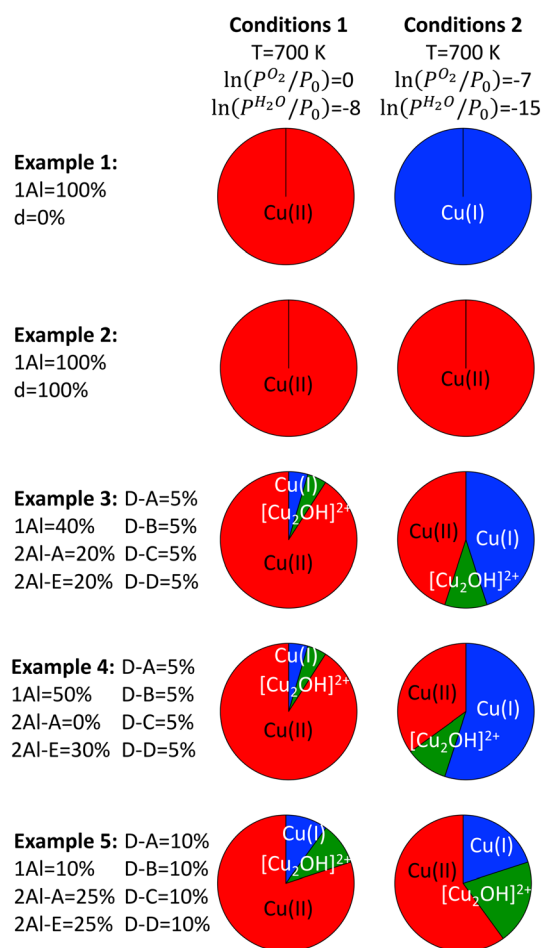 Conditions 1 Conditions 2
T=700 K T=700 K
ln(P^{O₂}/P₀)=0 ln(P^{O₂}/P₀)=-7
ln(P^{H₂O}/P₀)=-8 ln(P^{H₂O}/P₀)=-15
Example 1:
1Al=100%
d=0%
Cu(II) Cu(I)
Example 2:
1Al=100%
d=100%
Cu(II) Cu(II)
Example 3: D-A=5%
1Al=40% D-B=5%
2Al-A=20% D-C=5%
2Al-E=20% D-D=5%
Cu(I)
[Cu₂OH]²⁺
Cu(II)
Cu(II) Cu(I)
[Cu₂OH]²⁺
Example 4: D-A=5%
1Al=50% D-B=5%
2Al-A=0% D-C=5%
2Al-E=30% D-D=5%
Cu(I)
[Cu₂OH]²⁺
Cu(II)
Cu(II) Cu(I)
[Cu₂OH]²⁺
Example 5: D-A=10%
1Al=10% D-B=10%
2Al-A=25% D-C=10%
2Al-E=25% D-D=10%
Cu(I)
[Cu₂OH]²⁺
Cu(II)
Cu(II) Cu(I)
[Cu₂OH]²⁺